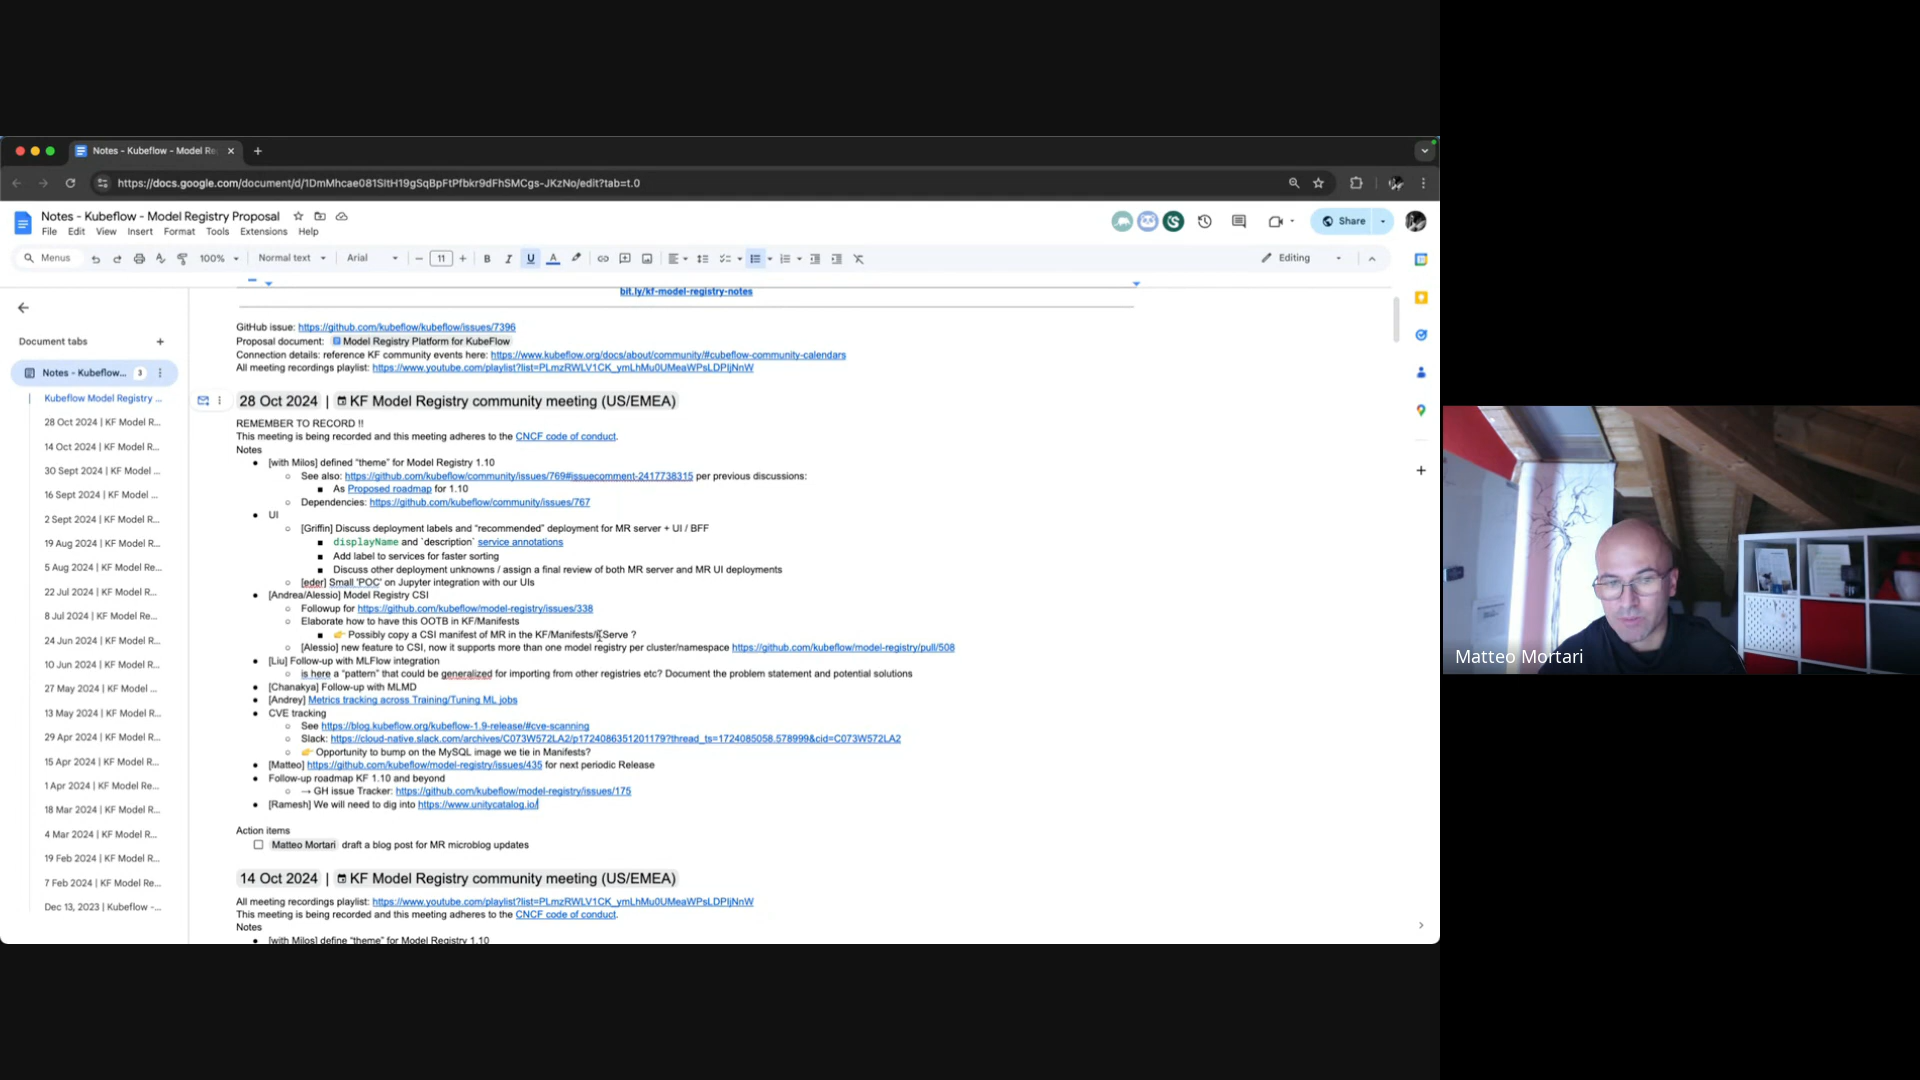 Notes - Kubeflow - Model Re
https://docs.google.com/document/d/1DmMhcae081SItH19gSqBpFtPfbkr9dFhSMCgs-JKzNo/edit?tab=t.0
Notes - Kubeflow - Model Registry Proposal
File Edit View Insert Format Tools Extensions Help
Share
Menus 100% Normal text Arial 11 B I U A Editing
bit.ly/kf-model-registry-notes
Document tabs
Notes - Kubeflow... 3
Kubeflow Model Registry ...
28 Oct 2024 | KF Model R...
14 Oct 2024 | KF Model R...
30 Sept 2024 | KF Model ...
16 Sept 2024 | KF Model ...
2 Sept 2024 | KF Model R...
19 Aug 2024 | KF Model R...
5 Aug 2024 | KF Model Re...
22 Jul 2024 | KF Model R...
8 Jul 2024 | KF Model Re...
24 Jun 2024 | KF Model R...
10 Jun 2024 | KF Model R...
27 May 2024 | KF Model R...
13 May 2024 | KF Model R...
29 Apr 2024 | KF Model R...
15 Apr 2024 | KF Model R...
1 Apr 2024 | KF Model Re...
18 Mar 2024 | KF Model R...
4 Mar 2024 | KF Model R...
19 Feb 2024 | KF Model R...
7 Feb 2024 | KF Model Re...
Dec 13, 2023 | Kubeflow -...
GitHub issue: https://github.com/kubeflow/kubeflow/issues/7396
Proposal document: Model Registry Platform for KubeFlow
Connection details: reference KF community events here: https://www.kubeflow.org/docs/about/community/#kubeflow-community-calendars
All meeting recordings playlist: https://www.youtube.com/playlist?list=PLmzRWLV1CK_ymLhMu0UMeaWPsLDPIjNnW
28 Oct 2024 | KF Model Registry community meeting (US/EMEA)
REMEMBER TO RECORD !!
This meeting is being recorded and this meeting adheres to the CNCF code of conduct.
Notes
● [with Milos] defined “theme” for Model Registry 1.10
○ See also: https://github.com/kubeflow/community/issues/769#issuecomment-2417738315 per previous discussions:
■ As Proposed roadmap for 1.10
○ Dependencies: https://github.com/kubeflow/community/issues/767
● UI
○ [Griffin] Discuss deployment labels and “recommended” deployment for MR server + UI / BFF
■ displayName and `description` service annotations
■ Add label to services for faster sorting
■ Discuss other deployment unknowns / assign a final review of both MR server and MR UI deployments
○ [eder] Small 'POC' on Jupyter integration with our UIs
● [Andrea/Alessio] Model Registry CSI
○ Followup for https://github.com/kubeflow/model-registry/issues/338
○ Elaborate how to have this OOTB in KF/Manifests
■ 👉 Possibly copy a CSI manifest of MR in the KF/Manifests/KServe ?
○ [Alessio] new feature to CSI, now it supports more than one model registry per cluster/namespace https://github.com/kubeflow/model-registry/pull/508
● [Liu] Follow-up with MLFlow integration
○ is here a “pattern” that could be generalized for importing from other registries etc? Document the problem statement and potential solutions
● [Chanakya] Follow-up with MLMD
● [Andrey] Metrics tracking across Training/Tuning ML jobs
● CVE tracking
○ See https://blog.kubeflow.org/kubeflow-1.9-release/#cve-scanning
○ Slack: https://cloud-native.slack.com/archives/C073W572LA2/p1724086351201179?thread_ts=1724085058.578999&cid=C073W572LA2
○ 👉 Opportunity to bump on the MySQL image we tie in Manifests?
● [Matteo] https://github.com/kubeflow/model-registry/issues/435 for next periodic Release
● Follow-up roadmap KF 1.10 and beyond
○ → GH issue Tracker: https://github.com/kubeflow/model-registry/issues/175
● [Ramesh] We will need to dig into https://www.unitycatalog.io/
Action items
Matteo Mortari draft a blog post for MR microblog updates
14 Oct 2024 | KF Model Registry community meeting (US/EMEA)
All meeting recordings playlist: https://www.youtube.com/playlist?list=PLmzRWLV1CK_ymLhMu0UMeaWPsLDPIjNnW
This meeting is being recorded and this meeting adheres to the CNCF code of conduct.
Notes
● [with Milos] define “theme” for Model Registry 1.10
Matteo Mortari